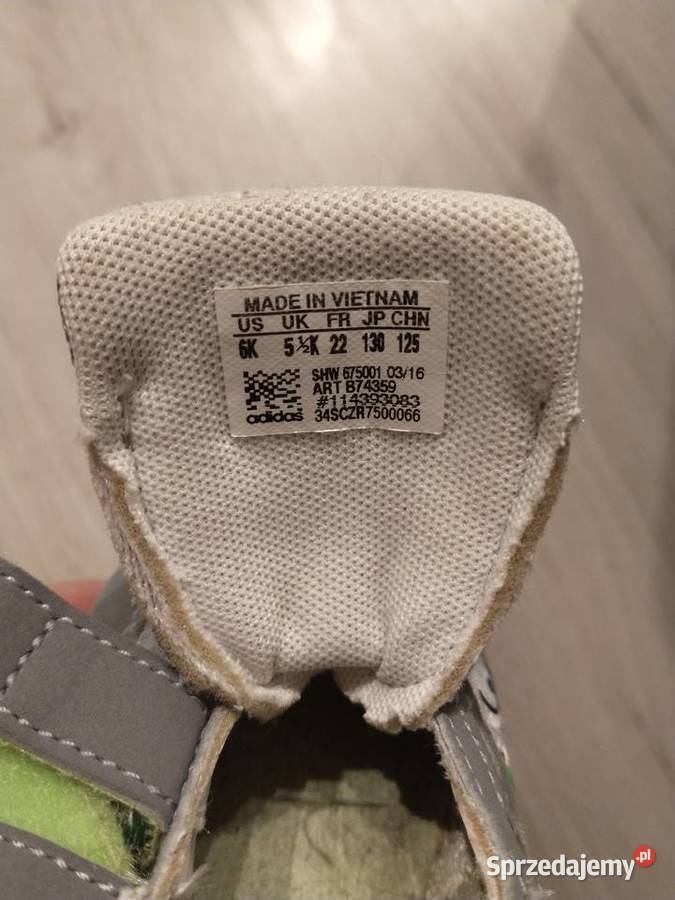 MADE IN VIETNAM
US UK FR JP CHN
6K 5½K 22 130 125
SHW 675001 03/16
ART B74359
#114393083
adidas 34SCZR7500066
Sprzedajemy.pl